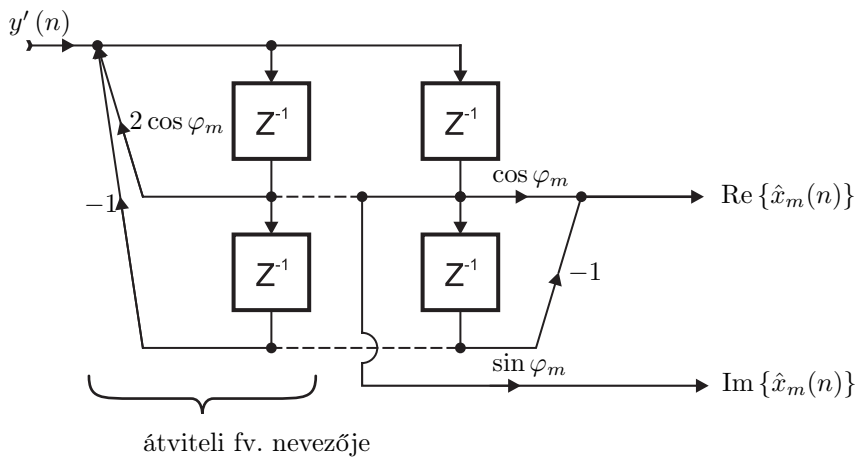 y′ (n)
2 cos φₘ
Z⁻¹
Z⁻¹
cos φₘ
−1
Re {x̂ₘ(n)}
Z⁻¹
Z⁻¹
−1
sin φₘ
Im {x̂ₘ(n)}
átviteli fv. nevezője